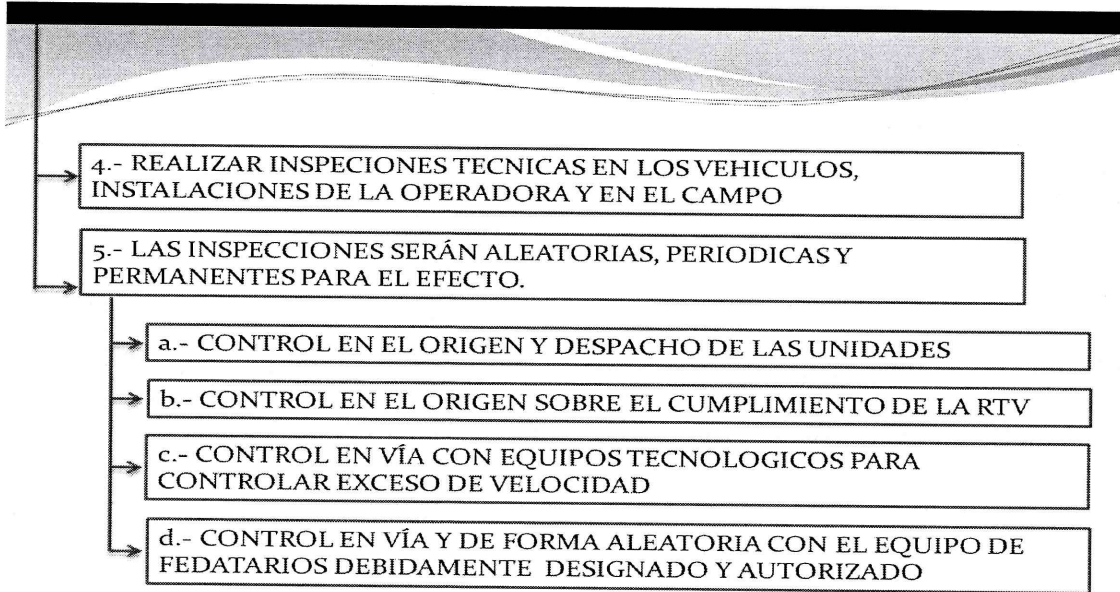 4.- REALIZAR INSPECIONES TECNICAS EN LOS VEHICULOS,
INSTALACIONES DE LA OPERADORA Y EN EL CAMPO
5.- LAS INSPECCIONES SERÁN ALEATORIAS, PERIODICAS Y
PERMANENTES PARA EL EFECTO.
a.- CONTROL EN EL ORIGEN Y DESPACHO DE LAS UNIDADES
b.- CONTROL EN EL ORIGEN SOBRE EL CUMPLIMIENTO DE LA RTV
c.- CONTROL EN VÍA CON EQUIPOS TECNOLOGICOS PARA
CONTROLAR EXCESO DE VELOCIDAD
d.- CONTROL EN VÍA Y DE FORMA ALEATORIA CON EL EQUIPO DE
FEDATARIOS DEBIDAMENTE DESIGNADO Y AUTORIZADO